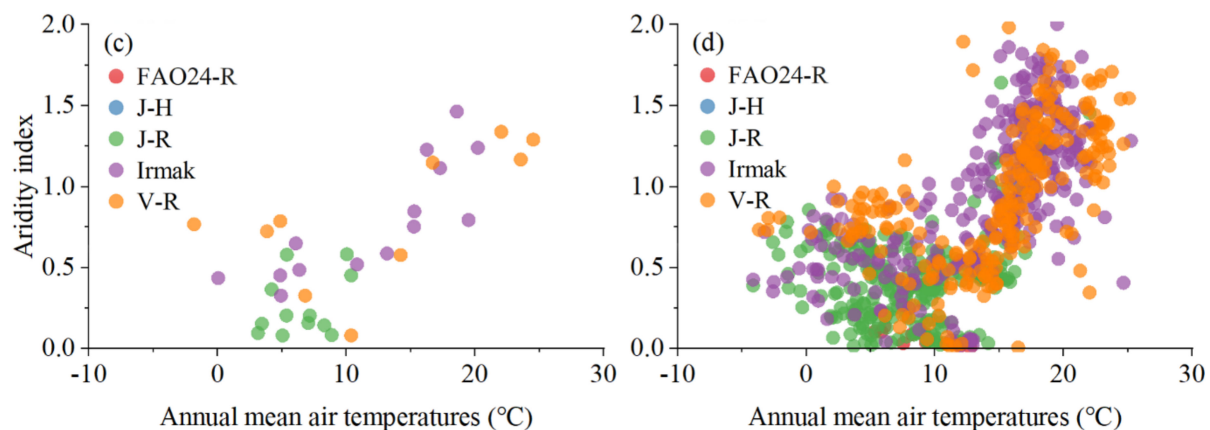 (c)
FAO24-R
J-H
J-R
Irmak
V-R
2.0
1.5
1.0
0.5
0.0
Aridity index
-10
0
10
20
30
Annual mean air temperatures (℃)
(d)
FAO24-R
J-H
J-R
Irmak
V-R
2.0
1.5
1.0
0.5
0.0
-10
0
10
20
30
Annual mean air temperatures (℃)